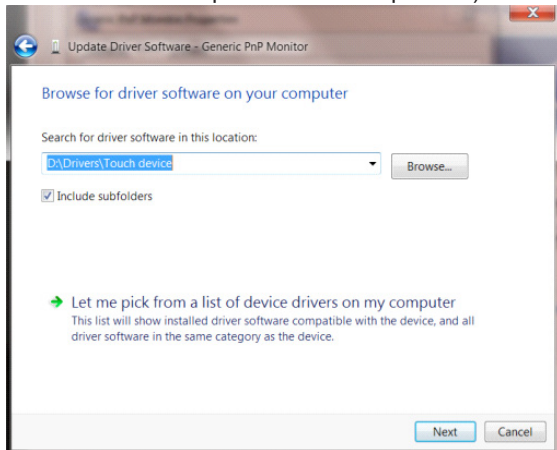 Update Driver Software - Generic PnP Monitor
Browse for driver software on your computer
Search for driver software in this location:
D:\Drivers\Touch device
Browse...
Include subfolders
Let me pick from a list of device drivers on my computer
This list will show installed driver software compatible with the device, and all
driver software in the same category as the device.
Next
Cancel